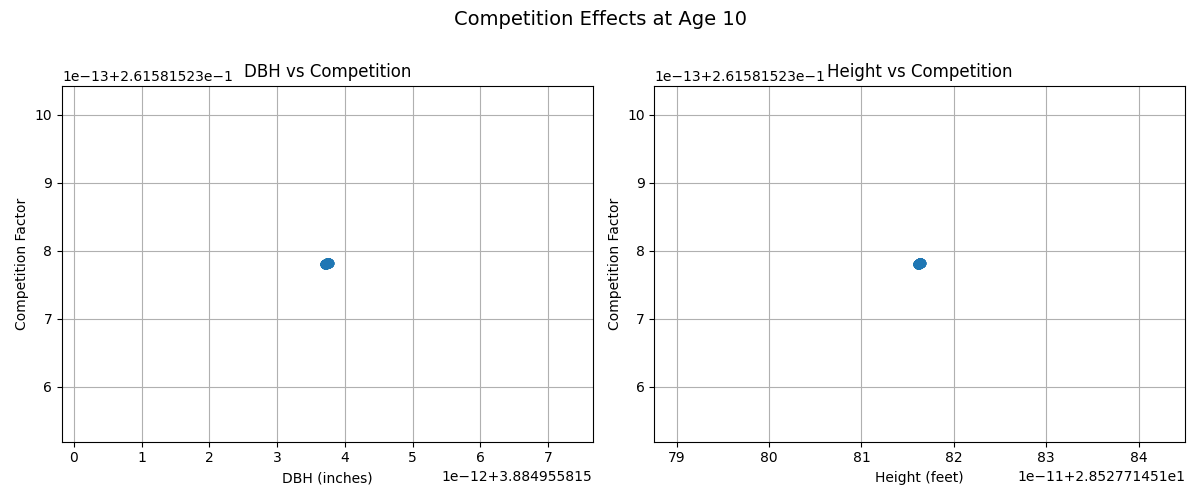 Competition Effects at Age 10
1e−13+2.61581523e−1
DBH vs Competition
10
9
8
7
6
Competition Factor
0 1 2 3 4 5 6 7
DBH (inches)
1e−12+3.884955815
1e−13+2.61581523e−1
Height vs Competition
10
9
8
7
6
Competition Factor
79 80 81 82 83 84
Height (feet)
1e−11+2.852771451e1